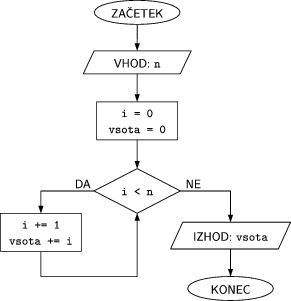 ZAČETEK
VHOD: n
i = 0
vsota = 0
i < n
DA
NE
i += 1
vsota += i
IZHOD: vsota
KONEC